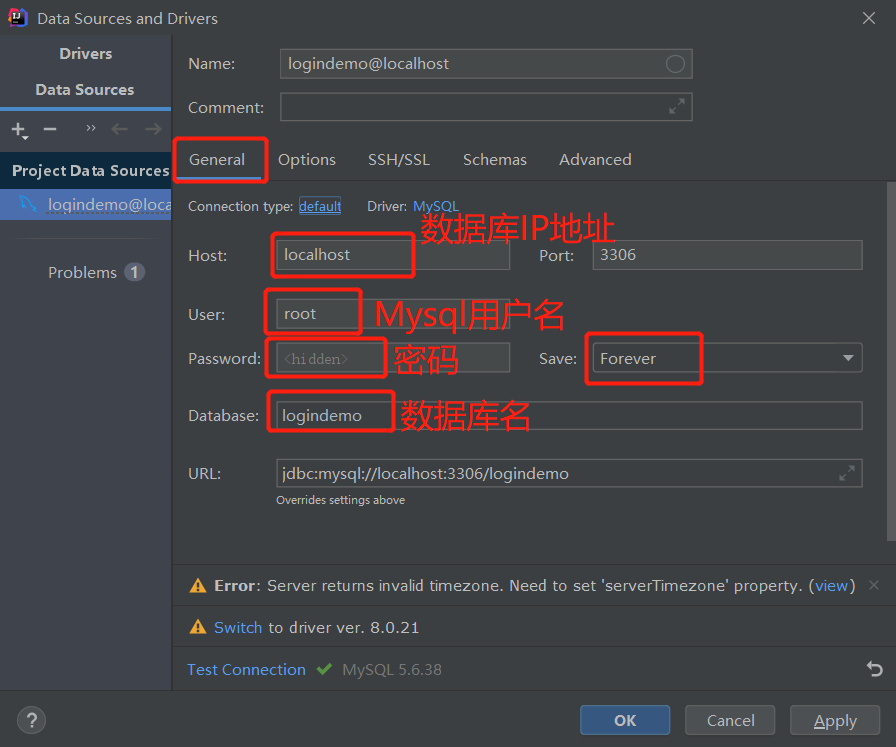 Data Sources and Drivers
Drivers
Data Sources
Project Data Sources
logindemo@loca
Problems 1
Name: logindemo@localhost
Comment:
General Options SSH/SSL Schemas Advanced
Connection type: default Driver: MySQL
数据库IP地址
Host: localhost Port: 3306
User: root Mysql用户名
Password: <hidden> 密码 Save: Forever
Database: logindemo 数据库名
URL: jdbc:mysql://localhost:3306/logindemo
Overrides settings above
Error: Server returns invalid timezone. Need to set 'serverTimezone' property. (view)
Switch to driver ver. 8.0.21
Test Connection MySQL 5.6.38
? OK Cancel Apply